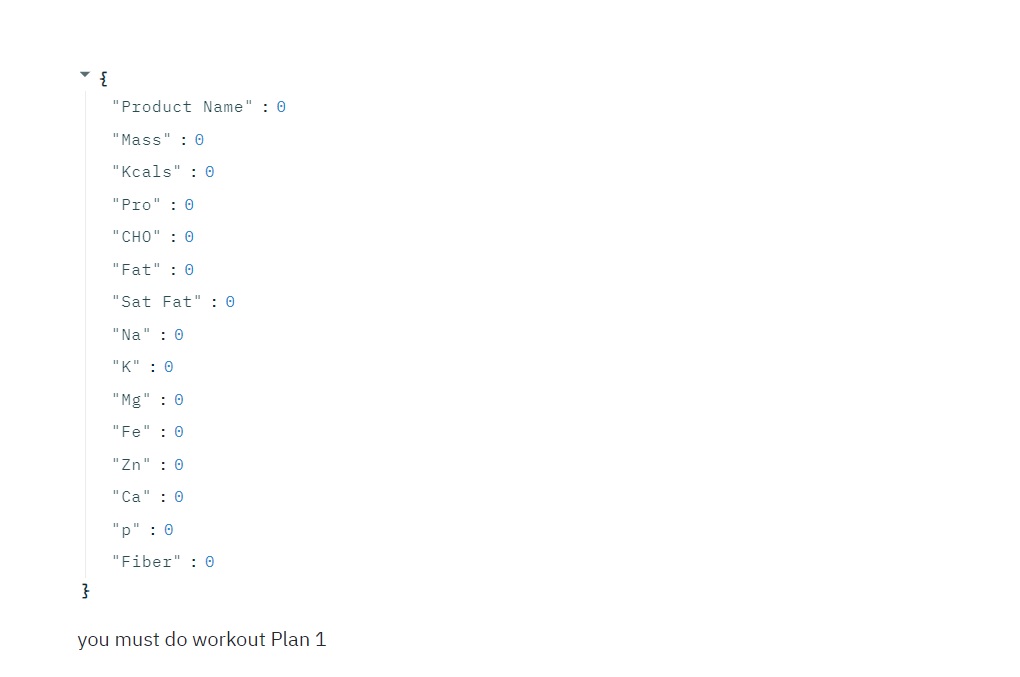 {
"Product Name" : 0
"Mass" : 0
"Kcals" : 0
"Pro" : 0
"CHO" : 0
"Fat" : 0
"Sat Fat" : 0
"Na" : 0
"K" : 0
"Mg" : 0
"Fe" : 0
"Zn" : 0
"Ca" : 0
"p" : 0
"Fiber" : 0
}
you must do workout Plan 1